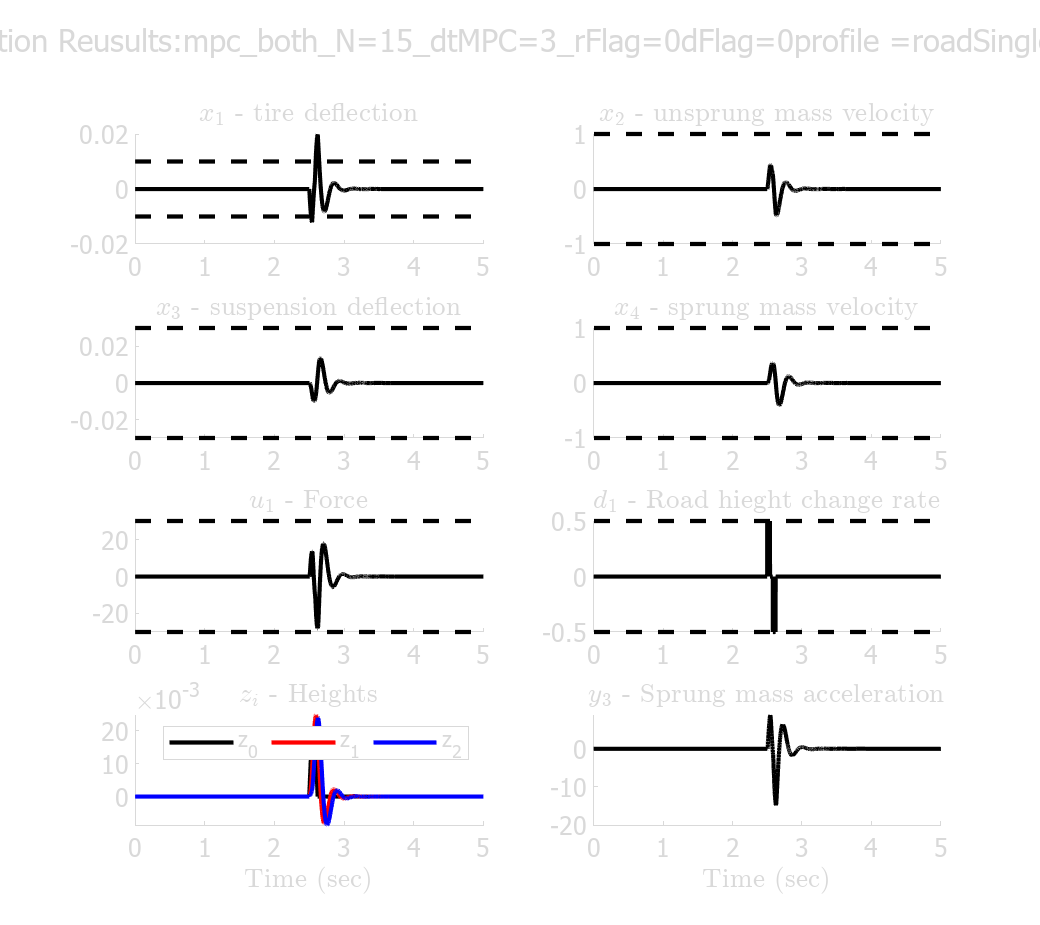 tion Reusults:mpc_both_N=15_dtMPC=3_rFlag=0dFlag=0profile =roadSingle
x₁ - tire deflection
0.02
0
-0.02
0 1 2 3 4 5
x₂ - unsprung mass velocity
1
0
-1
0 1 2 3 4 5
x₃ - suspension deflection
0.02
0
-0.02
0 1 2 3 4 5
x₄ - sprung mass velocity
1
0
-1
0 1 2 3 4 5
u₁ - Force
20
0
-20
0 1 2 3 4 5
d₁ - Road hieght change rate
0.5
0
-0.5
0 1 2 3 4 5
×10⁻³ zᵢ - Heights
20
10
0
z₀ z₁ z₂
0 1 2 3 4 5
Time (sec)
y₃ - Sprung mass acceleration
0
-10
-20
0 1 2 3 4 5
Time (sec)